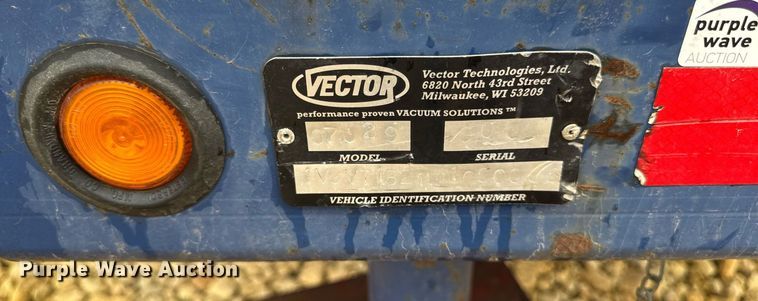 purple
wave
AUCTION
VECTOR
Vector Technologies, Ltd.
6820 North 43rd Street
Milwaukee, WI 53209
performance proven VACUUM SOLUTIONS™
MODEL
SERIAL
VEHICLE IDENTIFICATION NUMBER
Purple Wave Auction